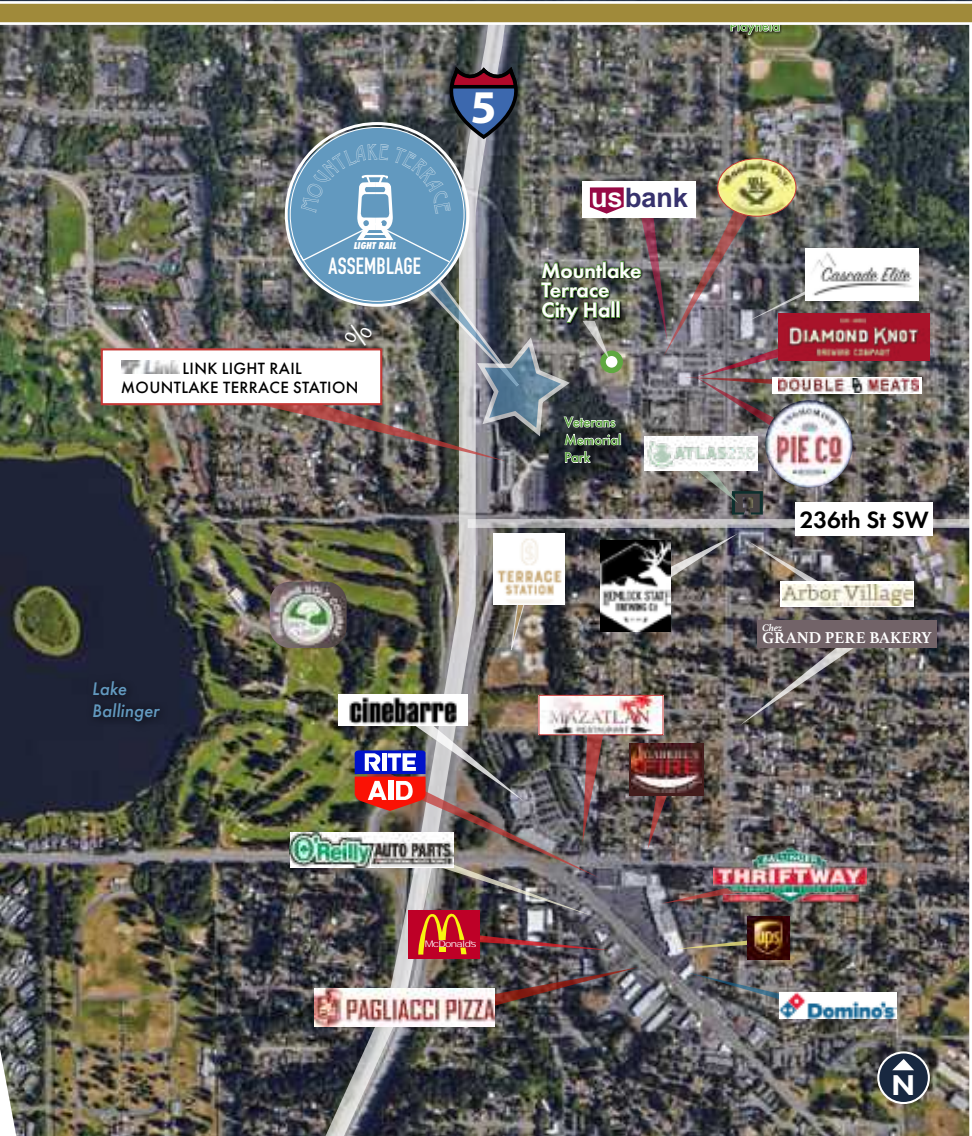 Playfield
5
MOUNTLAKE TERRACE
LIGHT RAIL
ASSEMBLAGE
usbank
Mountlake
Terrace
City Hall
Cascade Elite
DIAMOND KNOT
BREWING COMPANY
%
Link LINK LIGHT RAIL
MOUNTLAKE TERRACE STATION
DOUBLE DD MEATS
Veterans
Memorial
Park
PIE CO
ATLAS236
236th St SW
TERRACE
STATION
HEMLOCK STATE
BREWING CO
Arbor Village
Chez
GRAND PERE BAKERY
Lake
Ballinger
cinebarre
MAZATLAN
RESTAURANT
RITE
AID
FIRE
O'Reilly AUTO PARTS
BALLINGER
THRIFTWAY
McDonald's
ups
PAGLIACCI PIZZA
Domino's
N